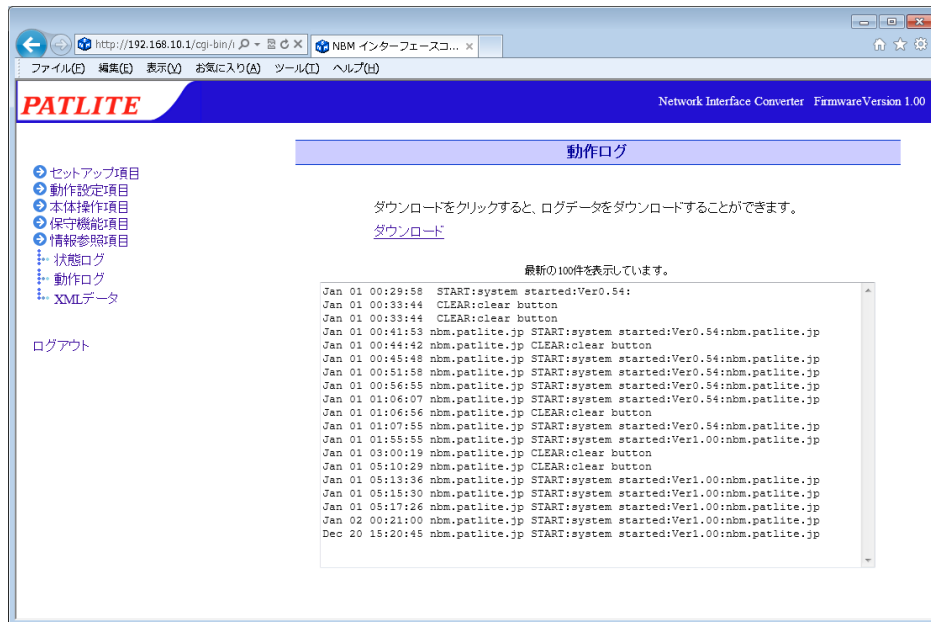 http://192.168.10.1/cgi-bin/i
NBM インターフェースコ...
ファイル(F) 編集(E) 表示(V) お気に入り(A) ツール(T) ヘルプ(H)
PATLITE
Network Interface Converter FirmwareVersion 1.00
動作ログ
セットアップ項目
動作設定項目
本体操作項目
保守機能項目
情報参照項目
状態ログ
動作ログ
XMLデータ
ログアウト
ダウンロードをクリックすると、ログデータをダウンロードすることができます。
ダウンロード
最新の100件を表示しています。
Jan 01 00:29:58 START:system started:Ver0.54:
Jan 01 00:33:44 CLEAR:clear button
Jan 01 00:33:44 CLEAR:clear button
Jan 01 00:41:53 nbm.patlite.jp START:system started:Ver0.54:nbm.patlite.jp
Jan 01 00:44:42 nbm.patlite.jp CLEAR:clear button
Jan 01 00:45:48 nbm.patlite.jp START:system started:Ver0.54:nbm.patlite.jp
Jan 01 00:51:58 nbm.patlite.jp START:system started:Ver0.54:nbm.patlite.jp
Jan 01 00:56:55 nbm.patlite.jp START:system started:Ver0.54:nbm.patlite.jp
Jan 01 01:06:07 nbm.patlite.jp START:system started:Ver0.54:nbm.patlite.jp
Jan 01 01:06:56 nbm.patlite.jp CLEAR:clear button
Jan 01 01:07:55 nbm.patlite.jp START:system started:Ver0.54:nbm.patlite.jp
Jan 01 01:55:55 nbm.patlite.jp START:system started:Ver1.00:nbm.patlite.jp
Jan 01 03:00:19 nbm.patlite.jp CLEAR:clear button
Jan 01 05:10:29 nbm.patlite.jp CLEAR:clear button
Jan 01 05:13:36 nbm.patlite.jp START:system started:Ver1.00:nbm.patlite.jp
Jan 01 05:15:30 nbm.patlite.jp START:system started:Ver1.00:nbm.patlite.jp
Jan 01 05:17:26 nbm.patlite.jp START:system started:Ver1.00:nbm.patlite.jp
Jan 02 00:21:00 nbm.patlite.jp START:system started:Ver1.00:nbm.patlite.jp
Dec 20 15:20:45 nbm.patlite.jp START:system started:Ver1.00:nbm.patlite.jp